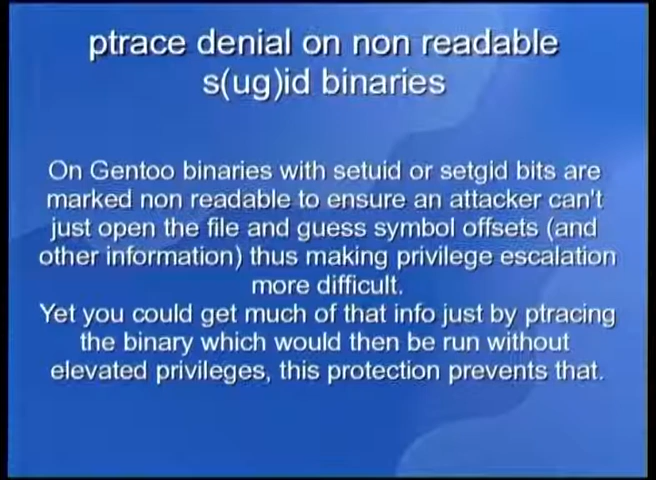 ptrace denial on non readable
s(ug)id binaries
On Gentoo binaries with setuid or setgid bits are
marked non readable to ensure an attacker can't
just open the file and guess symbol offsets (and
other information) thus making privilege escalation
more difficult.
Yet you could get much of that info just by ptracing
the binary which would then be run without
elevated privileges, this protection prevents that.